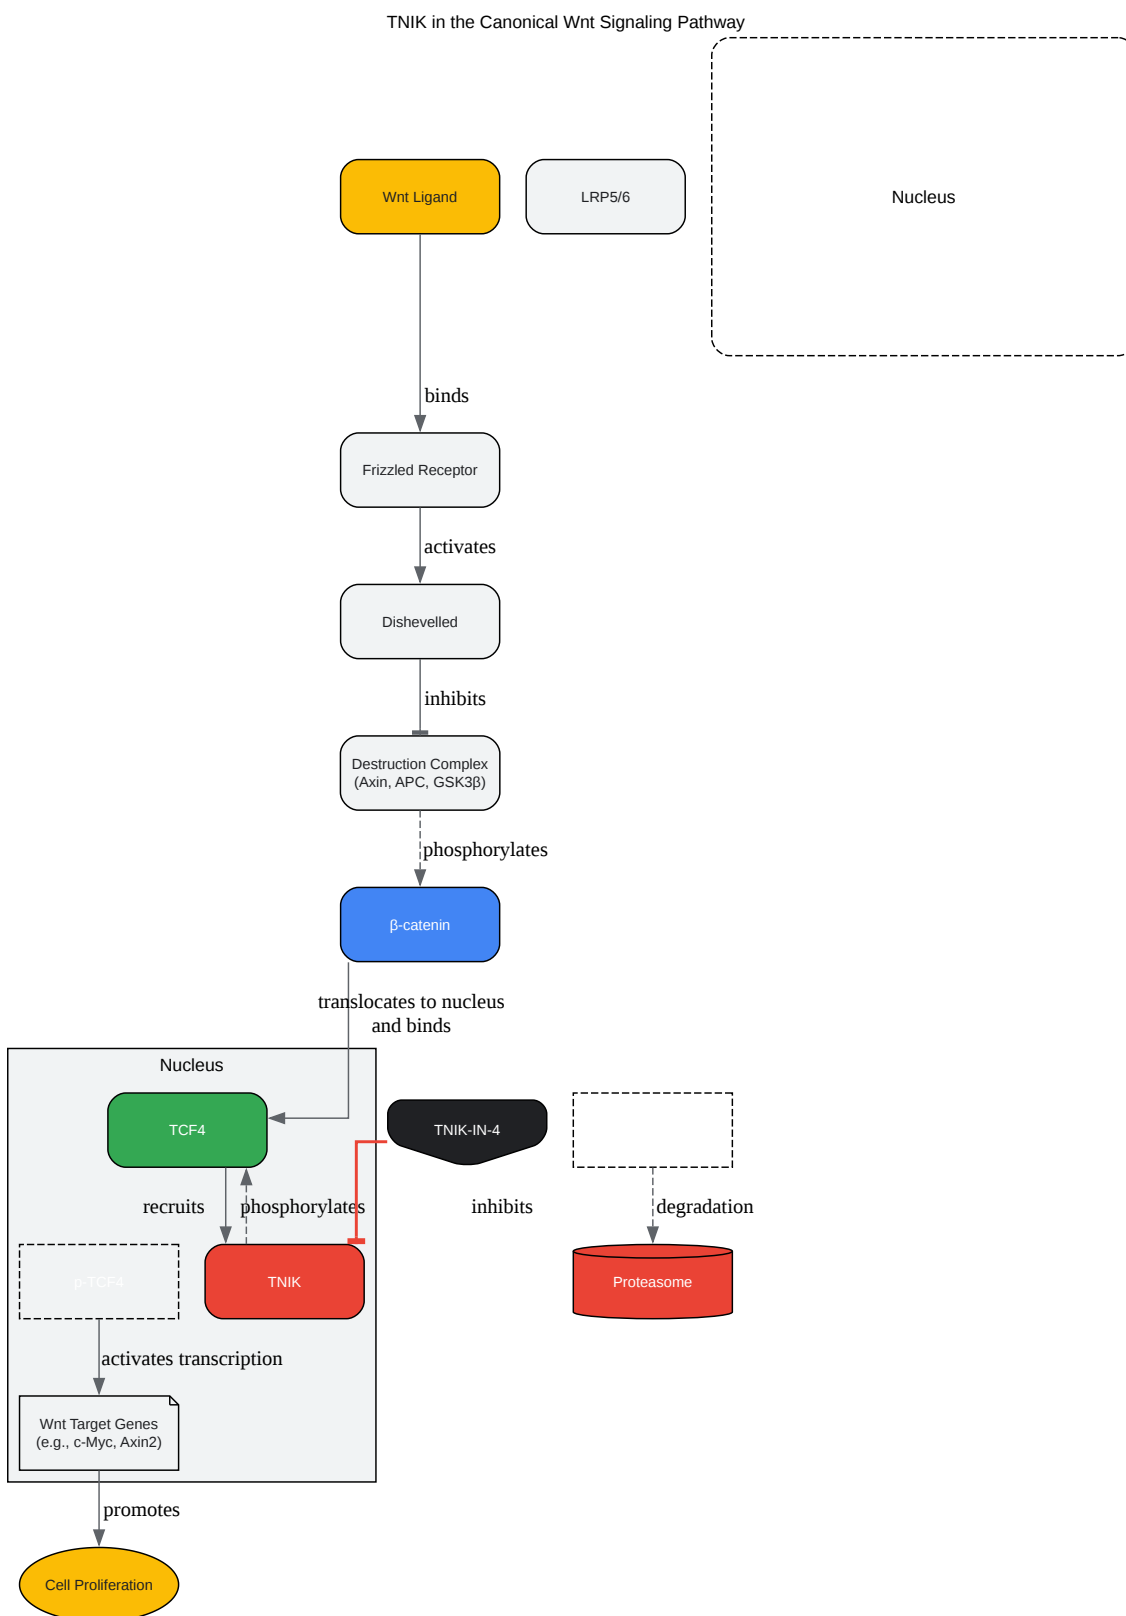 TNIK in the Canonical Wnt Signaling Pathway
Wnt Ligand
LRP5/6
Nucleus
binds
Frizzled Receptor
activates
Dishevelled
inhibits
Destruction Complex
(Axin, APC, GSK3β)
phosphorylates
β-catenin
translocates to nucleus
and binds
Nucleus
TCF4
TNIK-IN-4
recruits
phosphorylates
inhibits
degradation
p-TCF4
TNIK
Proteasome
activates transcription
Wnt Target Genes
(e.g., c-Myc, Axin2)
promotes
Cell Proliferation